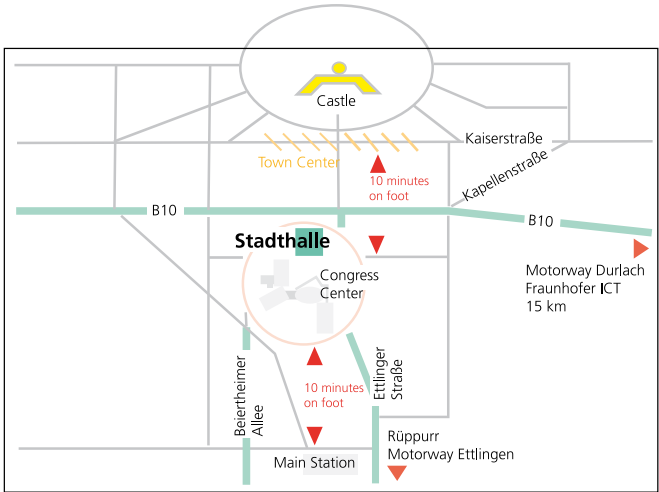 Castle
Kaiserstraße
Town Center
10 minutes
on foot
Kapellenstraße
B10
B10
Stadthalle
Congress
Center
Motorway Durlach
Fraunhofer ICT
15 km
Beiertheimer
Allee
10 minutes
on foot
Ettlinger
Straße
Main Station
Rüppurr
Motorway Ettlingen